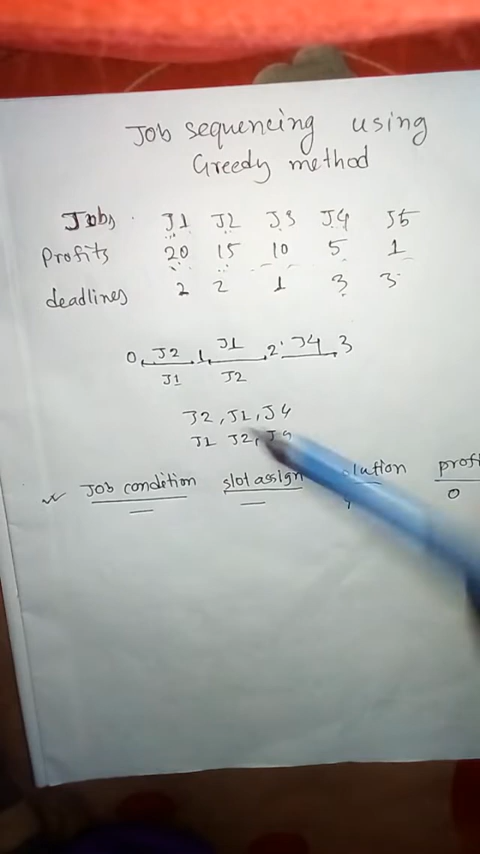 Job sequencing using
Greedy method
Jobs J1 J2 J3 J4 J5
Profits 20 15 10 5 1
deadlines 2 2 1 3 3
0 J2 1 J1 2 J4 3
J1 J2
J2, J1, J4
J1 J2, J4
Job condition slot assign
0